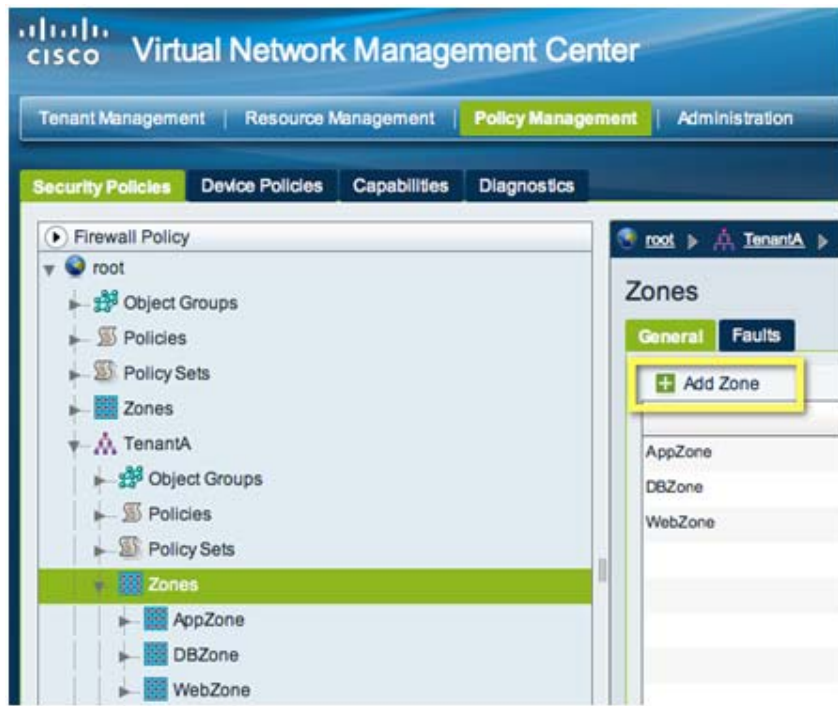 CISCO Virtual Network Management Center
Tenant Management | Resource Management | Policy Management | Administration
Security Policies Device Policies Capabilities Diagnostics
Firewall Policy
root
Object Groups
Policies
Policy Sets
Zones
TenantA
Object Groups
Policies
Policy Sets
Zones
AppZone
DBZone
WebZone
root TenantA
Zones
General Faults
Add Zone
AppZone
DBZone
WebZone